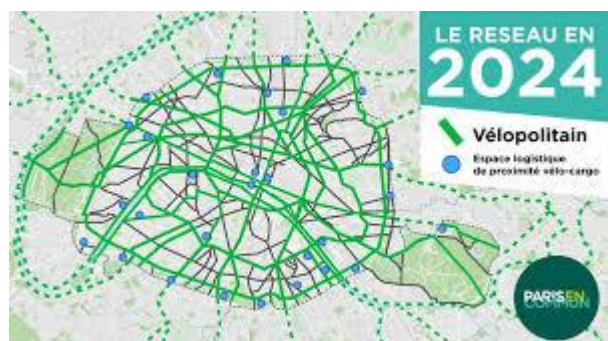 LE RESEAU EN
2024
Vélopolitain
Espace logistique
de proximité vélo-cargo
PARIS EN
COMMUN